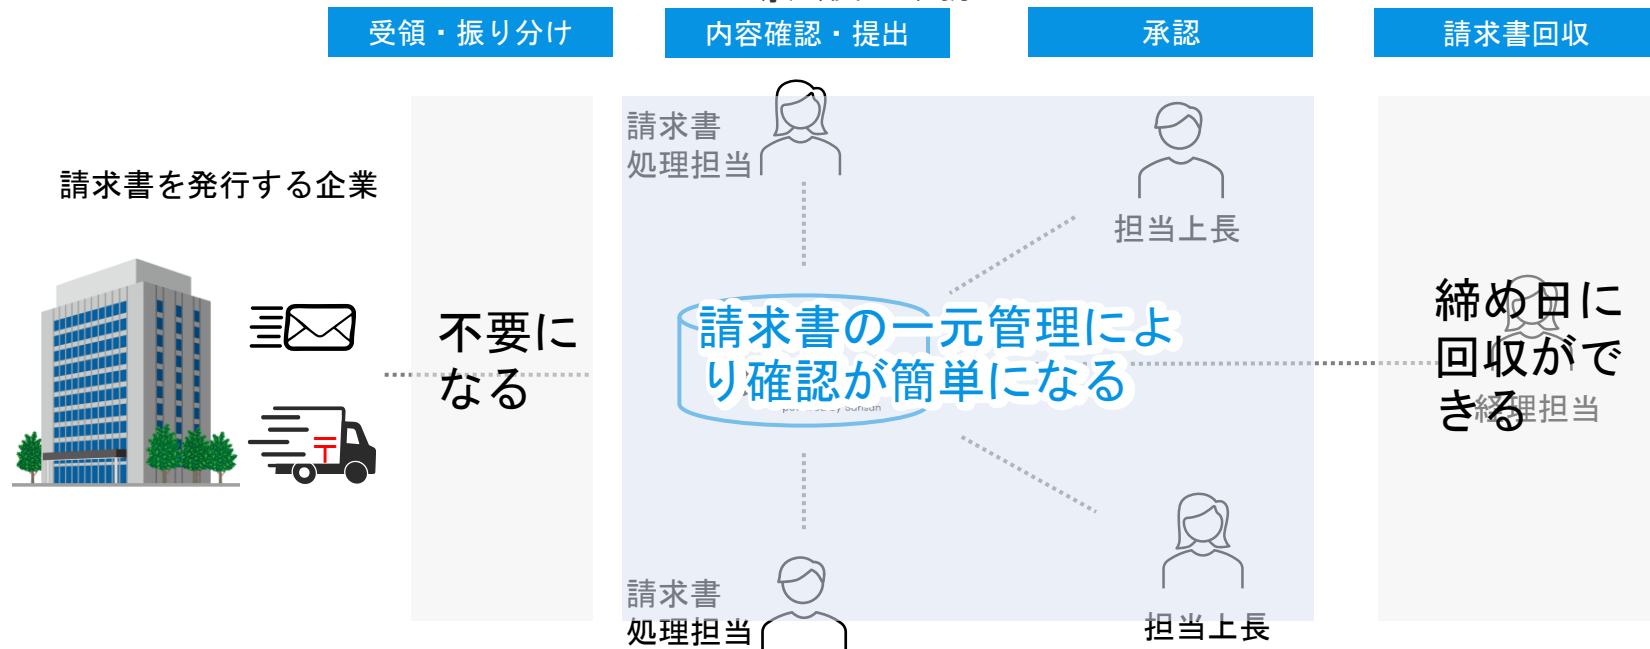 受領・振り分け
内容確認・提出
承認
請求書回収
請求書を発行する企業
不要に
なる
請求書
処理担当
担当上長
請求書の一元管理によ
り確認が簡単になる
請求書
処理担当
担当上長
締め日に
回収がで
きる
経理担当
〒